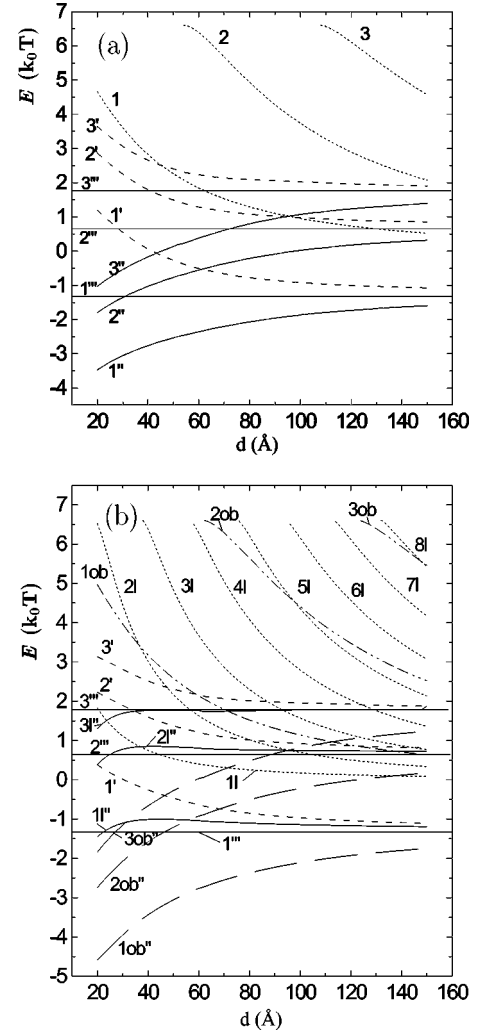 (a)
E (k₀T)
7
6
5
4
3
2
1
0
-1
-2
-3
-4
1
2
3
3'
2'
3'''
1'
2'''
3''
1'''
2''
1''
20 40 60 80 100 120 140 160
d (Å)
(b)
E (k₀T)
7
6
5
4
3
2
1
0
-1
-2
-3
-4
-5
2ob
3ob
1ob
2l
3l
4l
5l
6l
7l
8l
3'
2'
3'''
3l''
2'''
2l''
1'
1l
1l''
3ob''
1'''
2ob''
1ob''
20 40 60 80 100 120 140 160
d (Å)